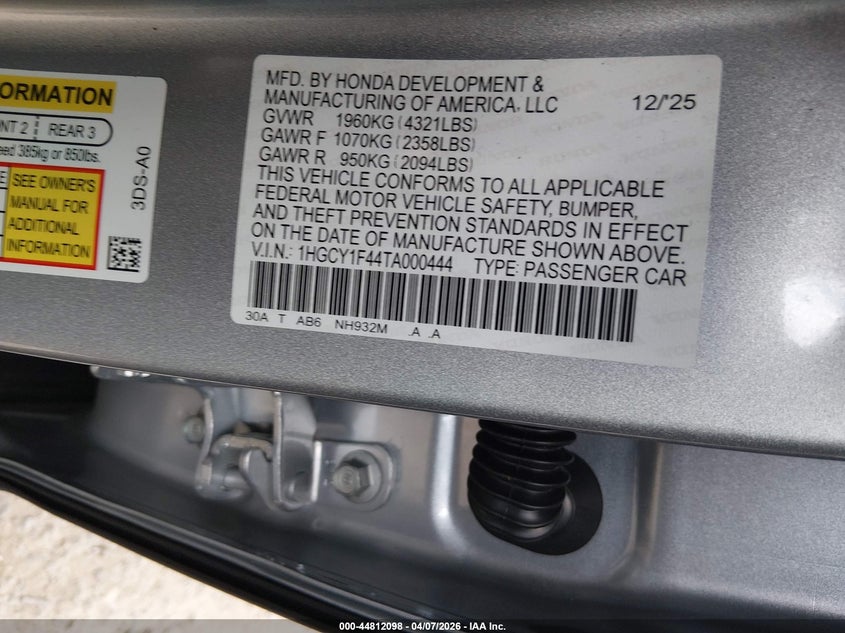 ORMATION
NT 2 REAR 3
eed 385kg or 850lbs.
E
SEE OWNER'S
MANUAL FOR
ADDITIONAL
INFORMATION
3DS-A0
MFD. BY HONDA DEVELOPMENT &
MANUFACTURING OF AMERICA, LLC 12/'25
GVWR 1960KG (4321LBS)
GAWR F 1070KG (2358LBS)
GAWR R 950KG (2094LBS)
THIS VEHICLE CONFORMS TO ALL APPLICABLE
FEDERAL MOTOR VEHICLE SAFETY, BUMPER,
AND THEFT PREVENTION STANDARDS IN EFFECT
ON THE DATE OF MANUFACTURE SHOWN ABOVE.
V.I.N.: 1HGCY1F44TA000444 TYPE: PASSENGER CAR
30A T AB6 NH932M .A .A
000-44812098 - 04/07/2026 - IAA Inc.